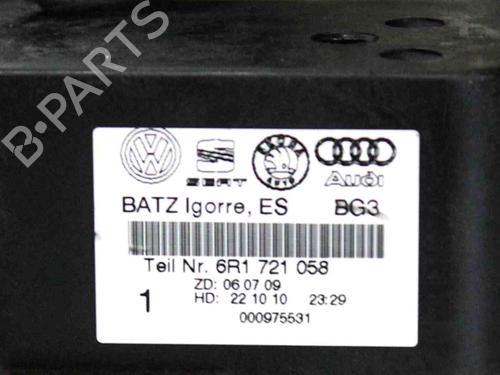 B-PARTS
SEAT
SKODA
AUTO
Audi
BATZ Igorre, ES BG3
Teil Nr. 6R1 721 058
ZD: 06 07 09
1 HD: 22 10 10 23:29
000975531